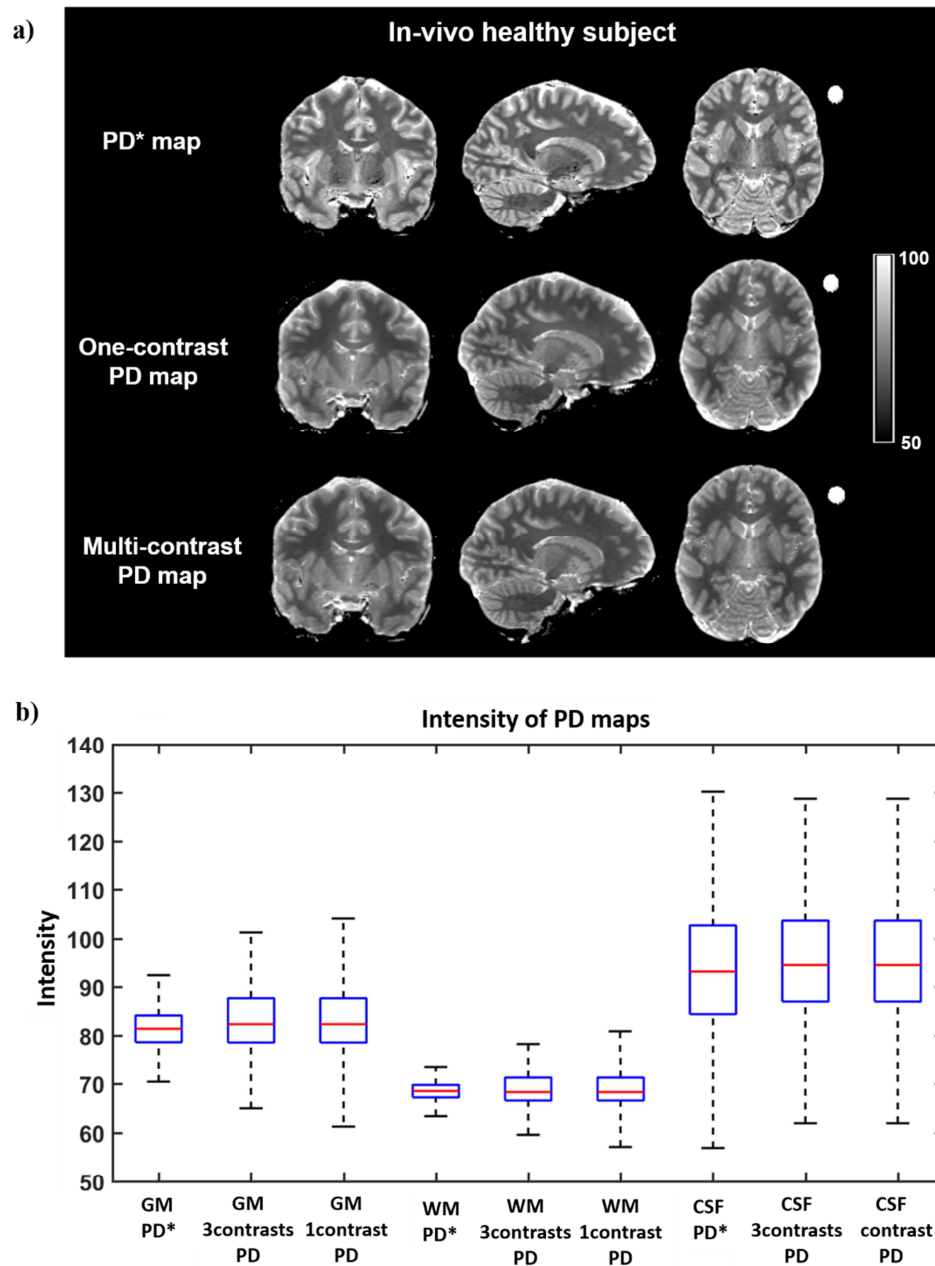 a)
In-vivo healthy subject
PD* map
One-contrast
PD map
Multi-contrast
PD map
100
50
b)
Intensity of PD maps
Intensity
140
130
120
110
100
90
80
70
60
50
GM
PD*
GM
3contrasts
PD
GM
1contrast
PD
WM
PD*
WM
3contrasts
PD
WM
1contrast
PD
CSF
PD*
CSF
3contrasts
PD
CSF
contrast
PD